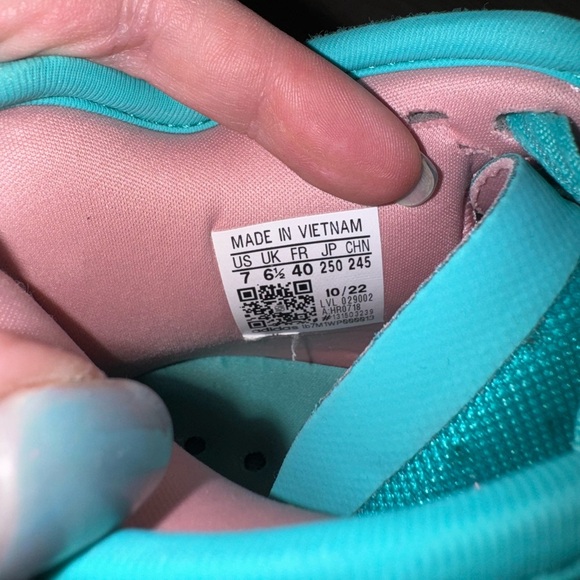 MADE IN VIETNAM
US UK FR JP CHN
7 6½ 40 250 245
10/22
LVL 029002
A:HR0718
adidas